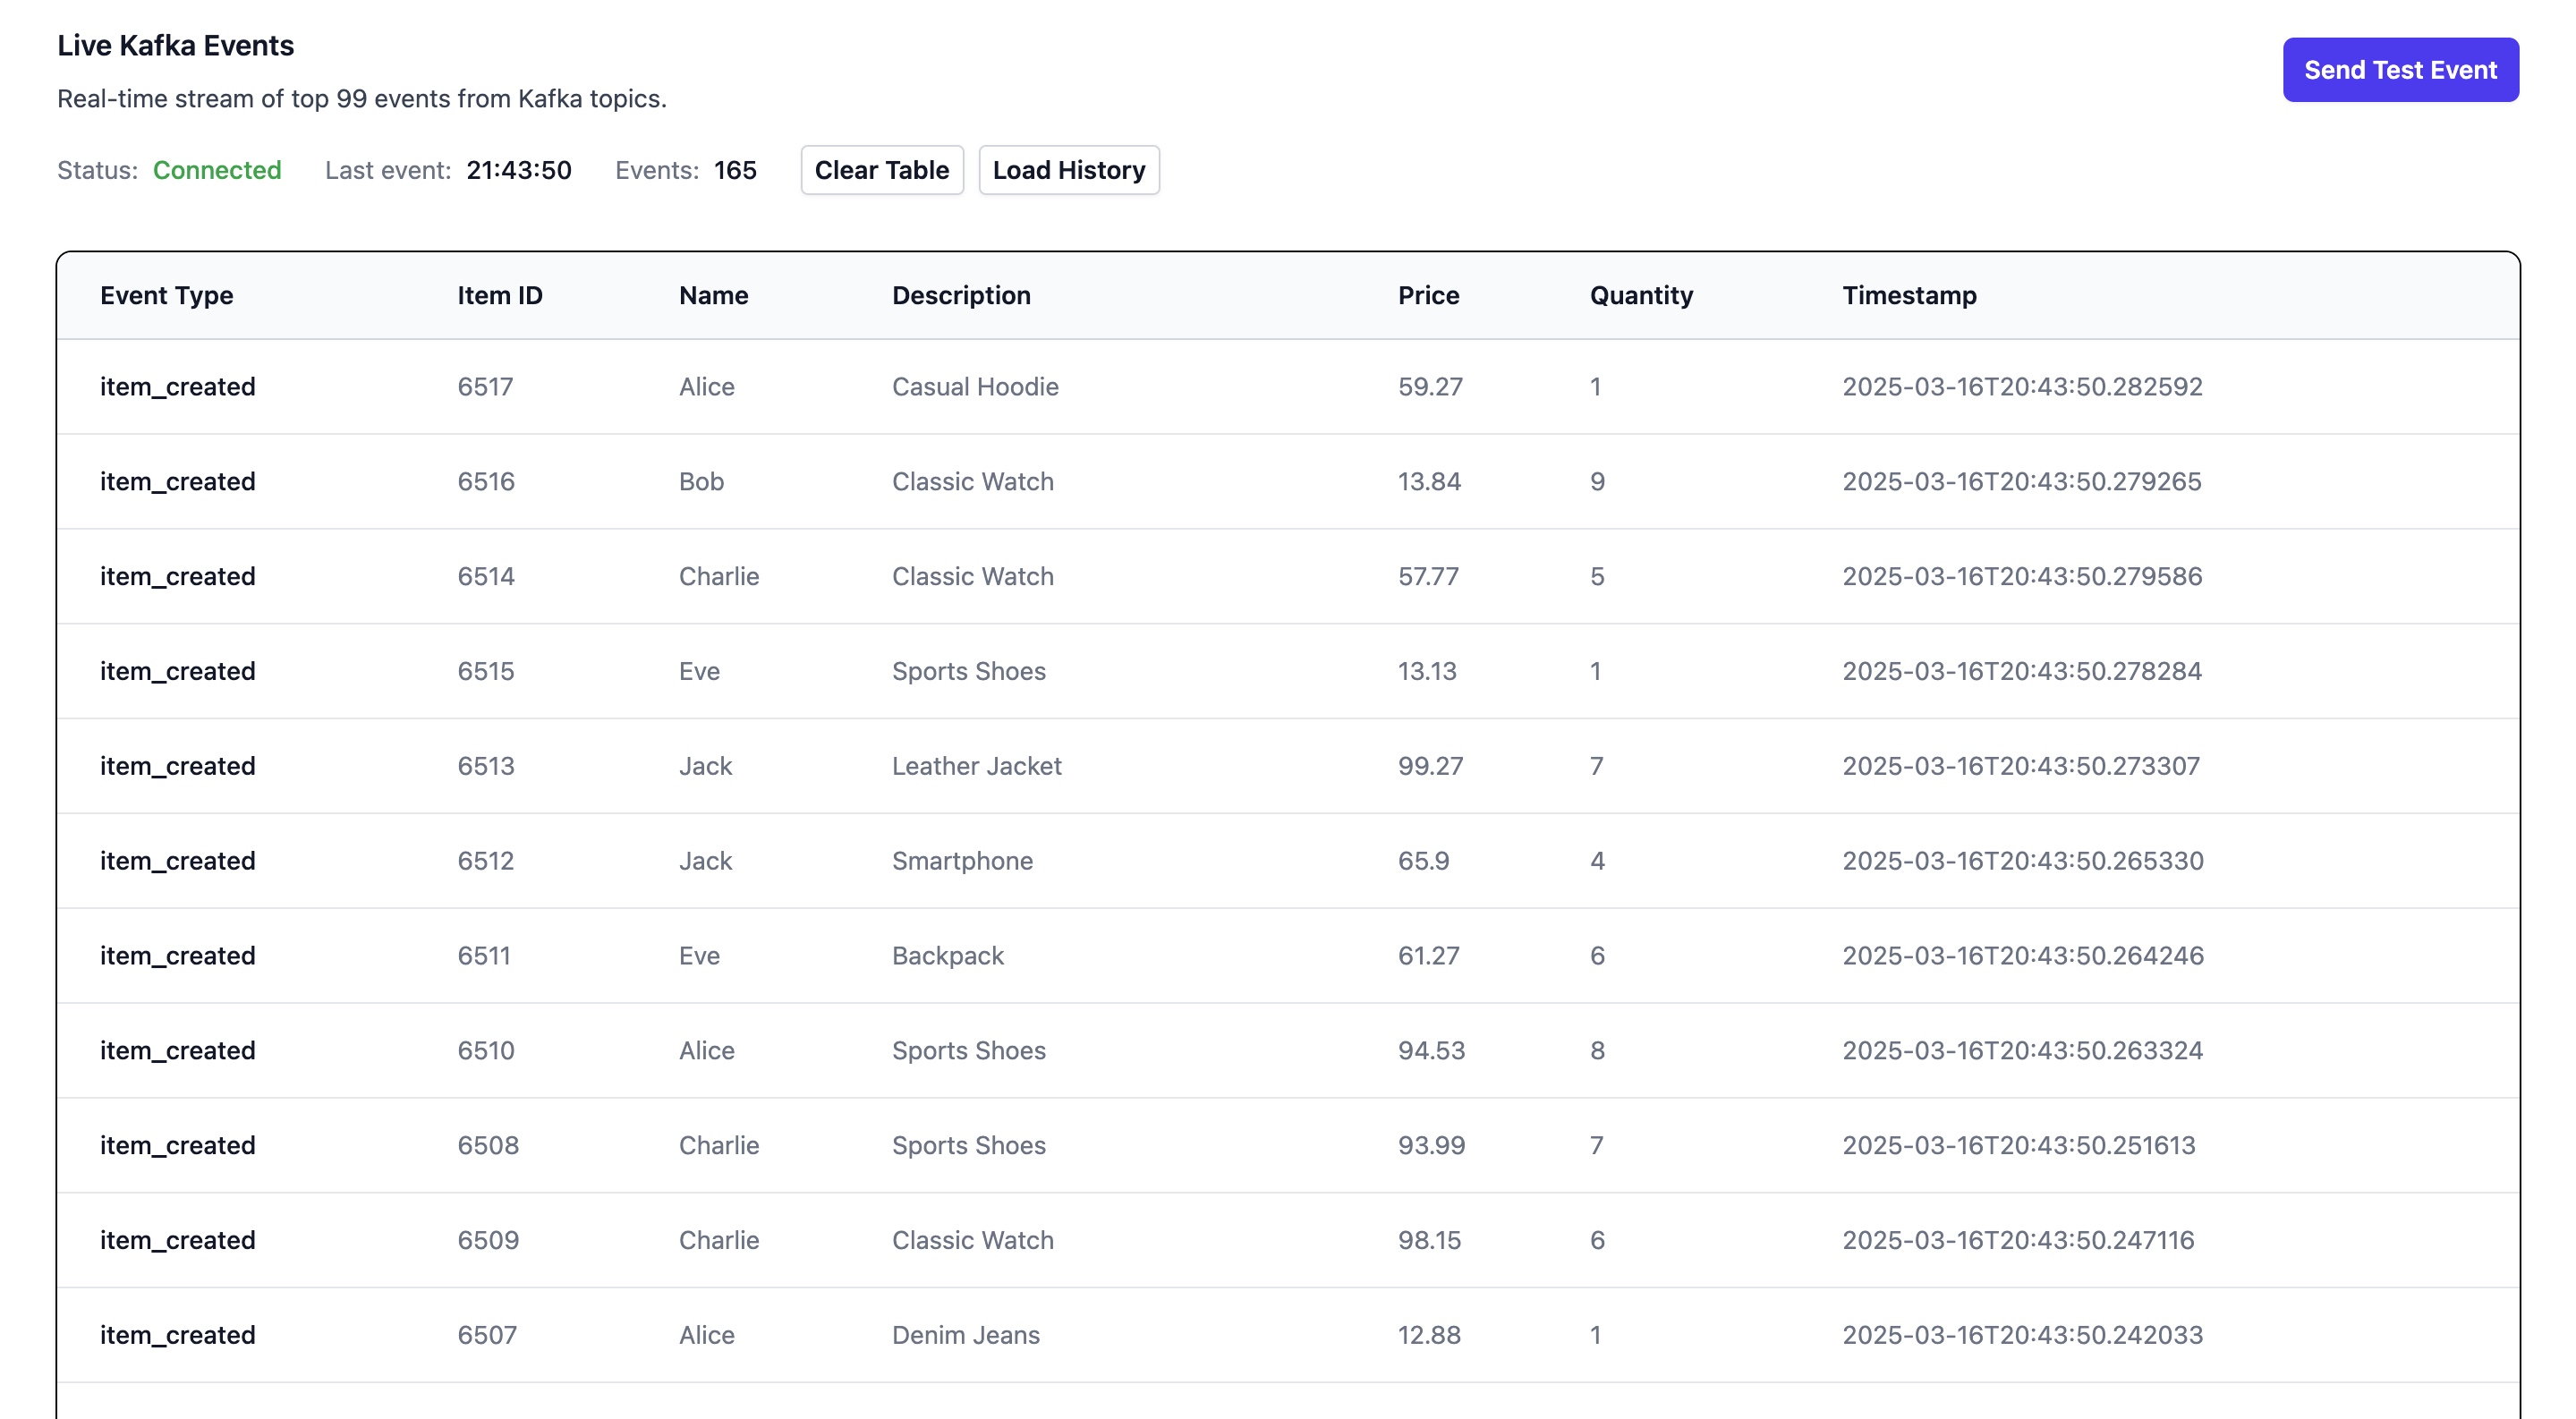 Live Kafka Events
Send Test Event
Real-time stream of top 99 events from Kafka topics.
Status: Connected Last event: 21:43:50 Events: 165 Clear Table Load History
Event Type Item ID Name Description Price Quantity Timestamp
item_created 6517 Alice Casual Hoodie 59.27 1 2025-03-16T20:43:50.282592
item_created 6516 Bob Classic Watch 13.84 9 2025-03-16T20:43:50.279265
item_created 6514 Charlie Classic Watch 57.77 5 2025-03-16T20:43:50.279586
item_created 6515 Eve Sports Shoes 13.13 1 2025-03-16T20:43:50.278284
item_created 6513 Jack Leather Jacket 99.27 7 2025-03-16T20:43:50.273307
item_created 6512 Jack Smartphone 65.9 4 2025-03-16T20:43:50.265330
item_created 6511 Eve Backpack 61.27 6 2025-03-16T20:43:50.264246
item_created 6510 Alice Sports Shoes 94.53 8 2025-03-16T20:43:50.263324
item_created 6508 Charlie Sports Shoes 93.99 7 2025-03-16T20:43:50.251613
item_created 6509 Charlie Classic Watch 98.15 6 2025-03-16T20:43:50.247116
item_created 6507 Alice Denim Jeans 12.88 1 2025-03-16T20:43:50.242033